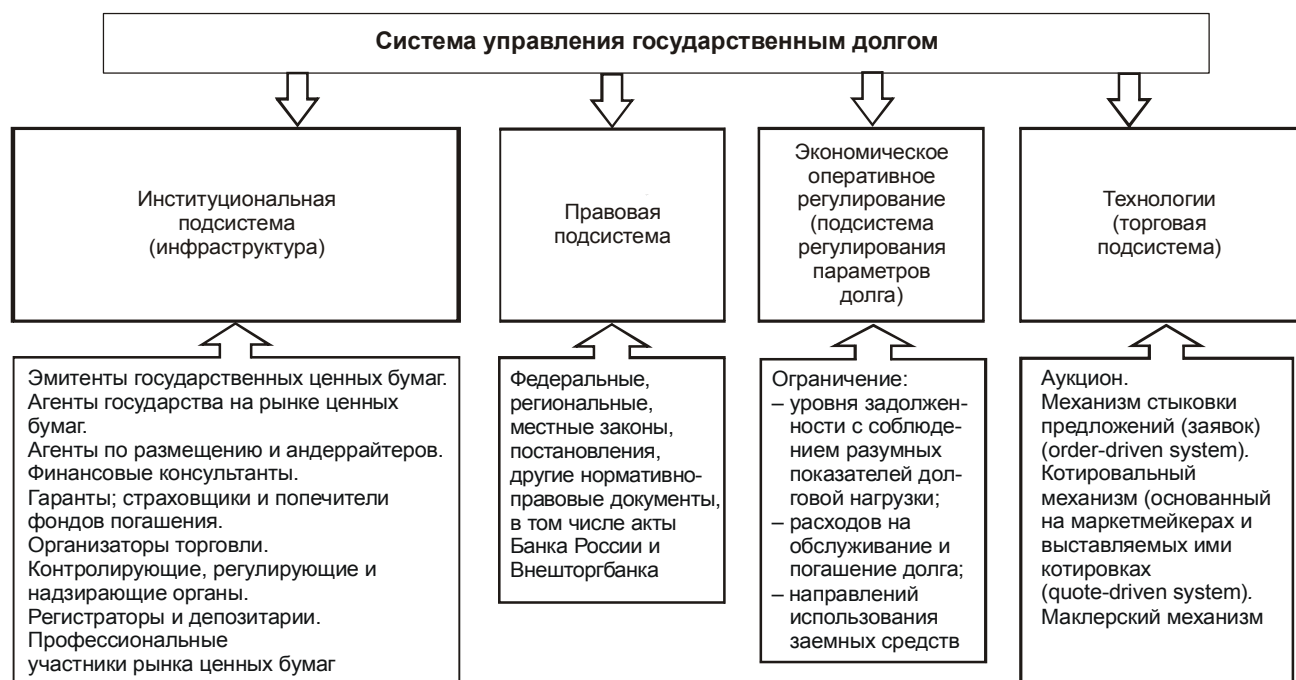 Система управления государственным долгом
Институциональная
подсистема
(инфраструктура)
Правовая
подсистема
Экономическое
оперативное
регулирование
(подсистема
регулирования
параметров
долга)
Технологии
(торговая
подсистема)
Эмитенты государственных ценных бумаг.
Агенты государства на рынке ценных
бумаг.
Агенты по размещению и андеррайтеров.
Финансовые консультанты.
Гаранты; страховщики и попечители
фондов погашения.
Организаторы торговли.
Контролирующие, регулирующие и
надзирающие органы.
Регистраторы и депозитарии.
Профессиональные
участники рынка ценных бумаг
Федеральные,
региональные,
местные законы,
постановления,
другие нормативно-
правовые документы,
в том числе акты
Банка России и
Внешторгбанка
Ограничение:
– уровня задолжен-
ности с соблюде-
нием разумных
показателей дол-
говой нагрузки;
– расходов на
обслуживание и
погашение долга;
– направлений
использования
заемных средств
Аукцион.
Механизм стыковки
предложений (заявок)
(order-driven system).
Котировальный
механизм (основанный
на маркетмейкерах и
выставляемых ими
котировках
(quote-driven system).
Маклерский механизм